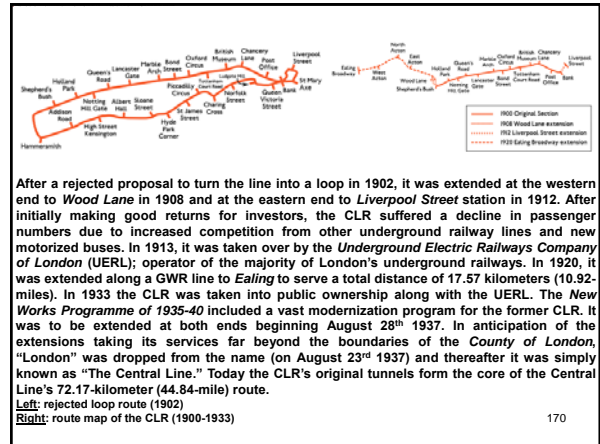 British Museum
Chancery Lane
Oxford Circus
Post Office
Liverpool Street
Bond Street
Marble Arch
Lancaster Gate
Queen's Road
Holland Park
Shepherd's Bush
Tottenham Court Road
Ludgate Hill
Bank
St Mary Axe
Piccadilly Circus
Norfolk Street
Queen Victoria Street
Charing Cross
St James Street
Hyde Park Corner
Sloane Street
Albert Hall
Notting Hill Gate
High Street Kensington
Addison Road
Hammersmith
North Acton
East Acton
Ealing Broadway
West Acton
Wood Lane
Shepherd's Bush
Holland Park
Notting Hill Gate
Queen's Road
Lancaster Gate
Marble Arch
Bond Street
Oxford Circus
Tottenham Court Road
British Museum
Chancery Lane
Post Office
Bank
Liverpool Street
1900 Original Section
1908 Wood Lane extension
1912 Liverpool Street extension
1920 Ealing Broadway extension
After a rejected proposal to turn the line into a loop in 1902, it was extended at the western
end to Wood Lane in 1908 and at the eastern end to Liverpool Street station in 1912. After
initially making good returns for investors, the CLR suffered a decline in passenger
numbers due to increased competition from other underground railway lines and new
motorized buses. In 1913, it was taken over by the Underground Electric Railways Company
of London (UERL); operator of the majority of London's underground railways. In 1920, it
was extended along a GWR line to Ealing to serve a total distance of 17.57 kilometers (10.92-
miles). In 1933 the CLR was taken into public ownership along with the UERL. The New
Works Programme of 1935-40 included a vast modernization program for the former CLR. It
was to be extended at both ends beginning August 28th 1937. In anticipation of the
extensions taking its services far beyond the boundaries of the County of London,
“London” was dropped from the name (on August 23rd 1937) and thereafter it was simply
known as “The Central Line.” Today the CLR's original tunnels form the core of the Central
Line's 72.17-kilometer (44.84-mile) route.
Left: rejected loop route (1902)
Right: route map of the CLR (1900-1933)
170